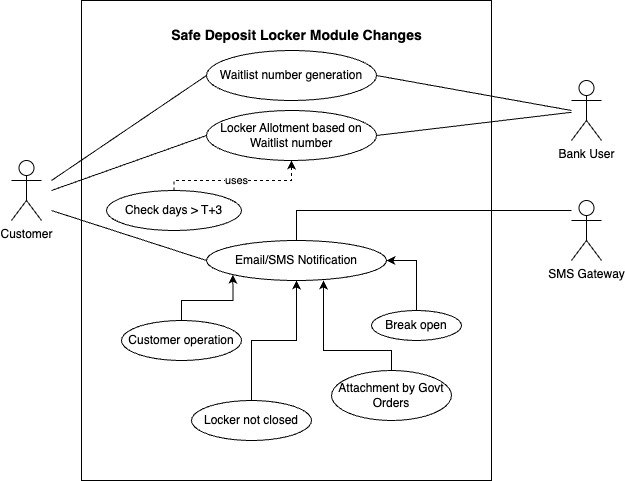 Safe Deposit Locker Module Changes
Waitlist number generation
Locker Allotment based on
Waitlist number
Bank User
uses
Check days > T+3
Customer
Email/SMS Notification
SMS Gateway
Break open
Customer operation
Attachment by Govt
Orders
Locker not closed